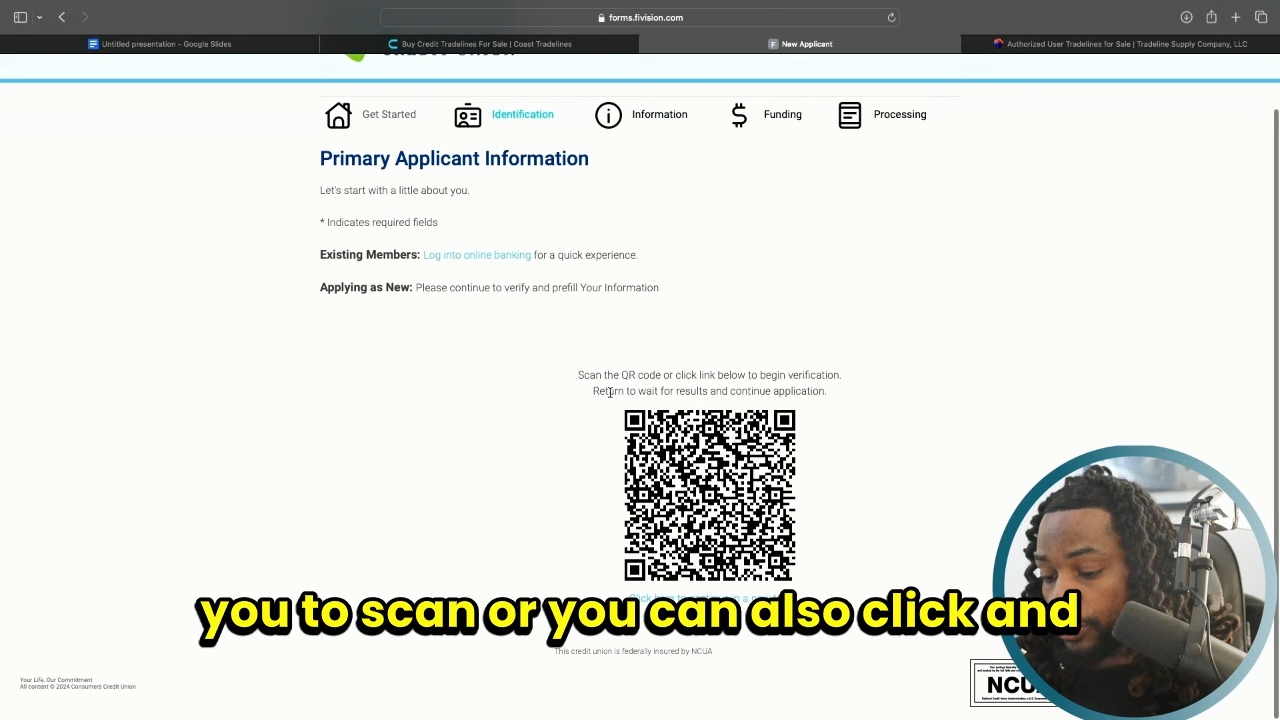 forms.fivision.com
Untitled presentation - Google Slides
Buy Credit Tradelines For Sale | Coast Tradelines
New Applicant
Authorized User Tradelines for Sale | Tradeline Supply Company, LLC
Get Started
Identification
Information
Funding
Processing
Primary Applicant Information
Let's start with a little about you.
* Indicates required fields
Existing Members: Log into online banking for a quick experience.
Applying as New: Please continue to verify and prefill Your Information
Scan the QR code or click link below to begin verification.
Return to wait for results and continue application.
you to scan or you can also click and
This credit union is federally insured by NCUA
Your Life. Our Commitment
All content © 2024 Consumers Credit Union